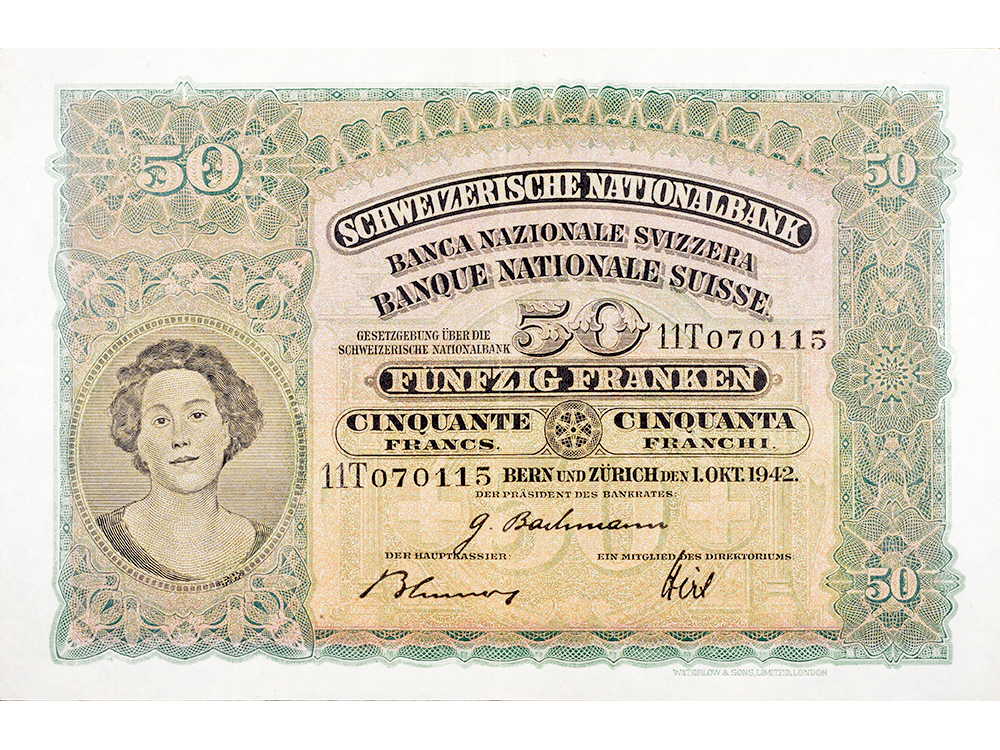 50
50
SCHWEIZERISCHE NATIONALBANK
BANCA NAZIONALE SVIZZERA
BANQUE NATIONALE SUISSE.
GESETZGEBUNG ÜBER DIE
SCHWEIZERISCHE NATIONALBANK
50
11T070115
FÜNFZIG FRANKEN
CINQUANTE
FRANCS.
CINQUANTA
FRANCHI.
11T070115 BERN UND ZÜRICH DEN 1. OKT. 1942.
DER PRÄSIDENT DES BANKRATES:
G. Bachmann
DER HAUPTKASSIER:
EIN MITGLIED DES DIREKTORIUMS:
Hirs
50
WATERLOW & SONS, LIMITED, LONDON